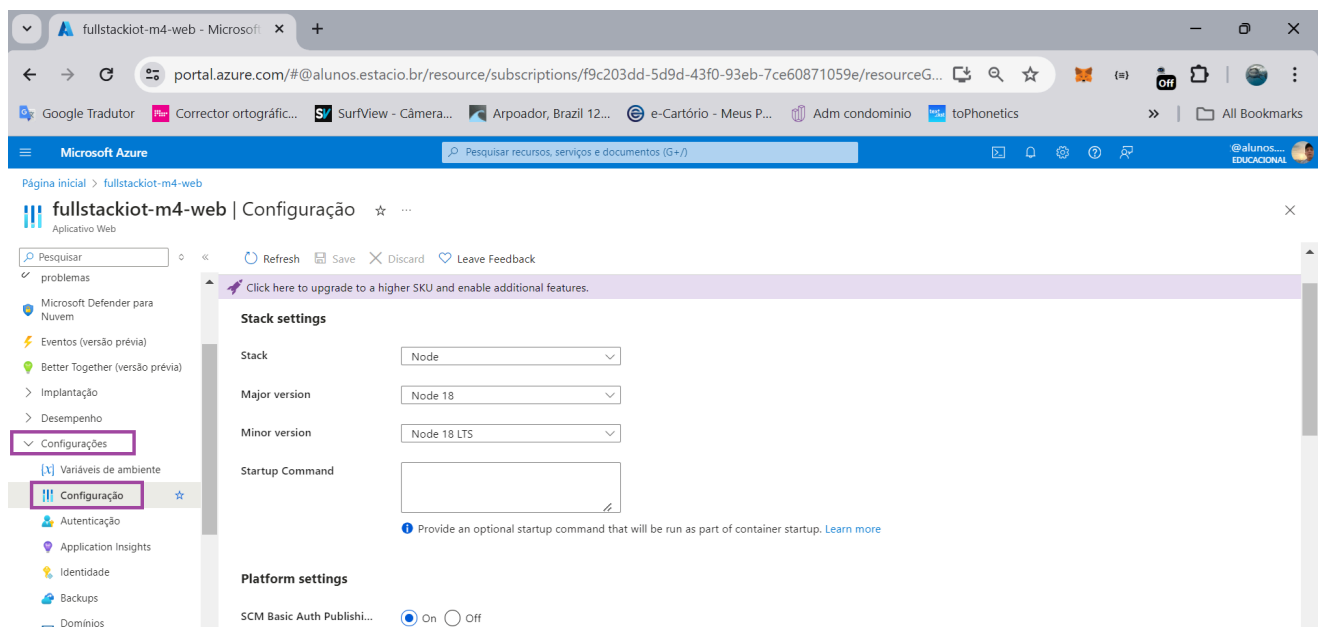 fullstackiot-m4-web - Microsoft
portal.azure.com/#@alunos.estacio.br/resource/subscriptions/f9c203dd-5d9d-43f0-93eb-7ce60871059e/resourceG...
Off
Google Tradutor
Corrector ortográfic...
SurfView - Câmera...
Arpoador, Brazil 12...
e-Cartório - Meus P...
Adm condominio
toPhonetics
» All Bookmarks
Microsoft Azure
Pesquisar recursos, serviços e documentos (G+/)
@alunos....
EDUCACIONAL
Página inicial > fullstackiot-m4-web
fullstackiot-m4-web | Configuração ...
Aplicativo Web
Pesquisar
«
Refresh Save Discard Leave Feedback
problemas
Click here to upgrade to a higher SKU and enable additional features.
Microsoft Defender para
Nuvem
Eventos (versão prévia)
Better Together (versão prévia)
Implantação
Desempenho
Configurações
Variáveis de ambiente
Configuração
Autenticação
Application Insights
Identidade
Backups
Domínios
Stack settings
Stack Node
Major version Node 18
Minor version Node 18 LTS
Startup Command
Provide an optional startup command that will be run as part of container startup. Learn more
Platform settings
SCM Basic Auth Publishi... On Off